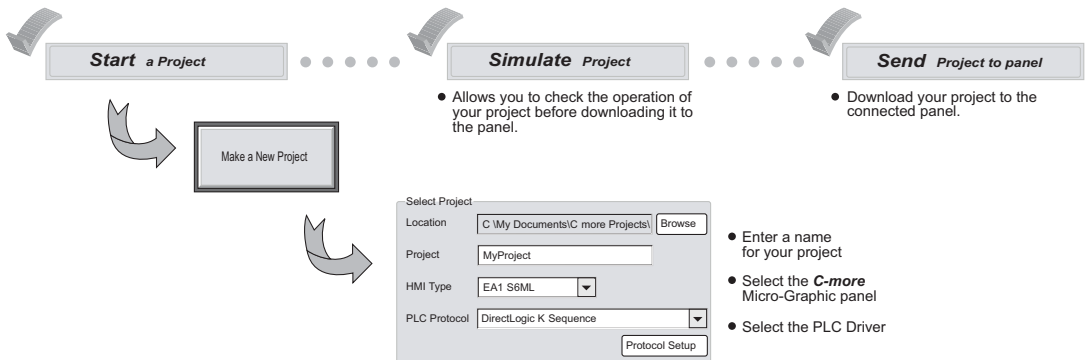 Start a Project
Simulate Project
Send Project to panel
Allows you to check the operation of
your project before downloading it to
the panel.
Download your project to the
connected panel.
Make a New Project
Select Project
Location C \My Documents\C more Projects\ Browse
Project MyProject
HMI Type EA1 S6ML
PLC Protocol DirectLogic K Sequence
Protocol Setup
Enter a name
for your project
Select the C-more
Micro-Graphic panel
Select the PLC Driver